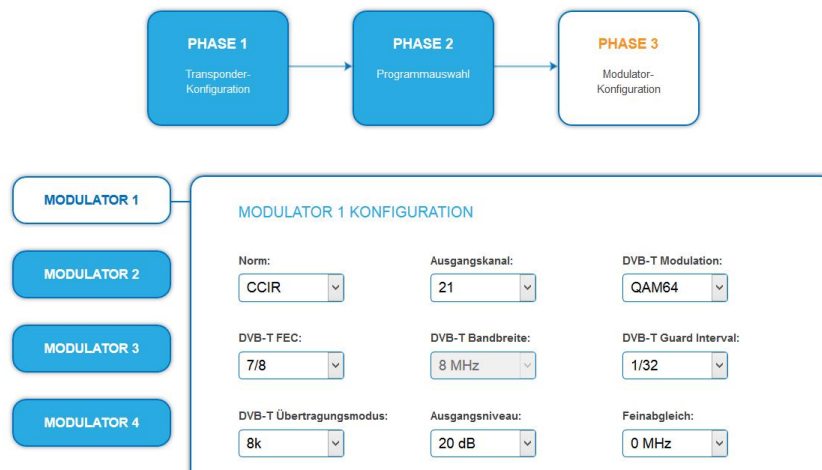 PHASE 1
Transponder-
Konfiguration
PHASE 2
Programmauswahl
PHASE 3
Modulator-
Konfiguration
MODULATOR 1
MODULATOR 2
MODULATOR 3
MODULATOR 4
MODULATOR 1 KONFIGURATION
Norm:
CCIR
Ausgangskanal:
21
DVB-T Modulation:
QAM64
DVB-T FEC:
7/8
DVB-T Bandbreite:
8 MHz
DVB-T Guard Interval:
1/32
DVB-T Übertragungsmodus:
8k
Ausgangsniveau:
20 dB
Feinabgleich:
0 MHz